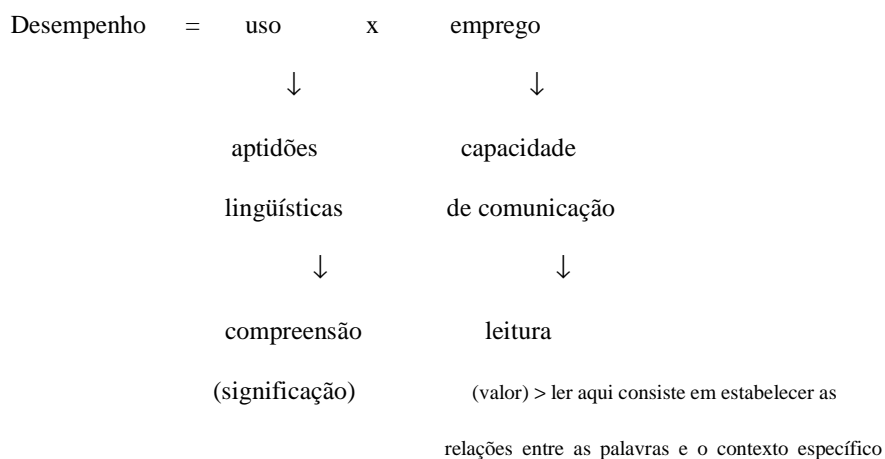 Desempenho = uso x emprego
↓ ↓
aptidões capacidade
lingüísticas de comunicação
↓ ↓
compreensão leitura
(significação) (valor) > ler aqui consiste em estabelecer as
relações entre as palavras e o contexto específico